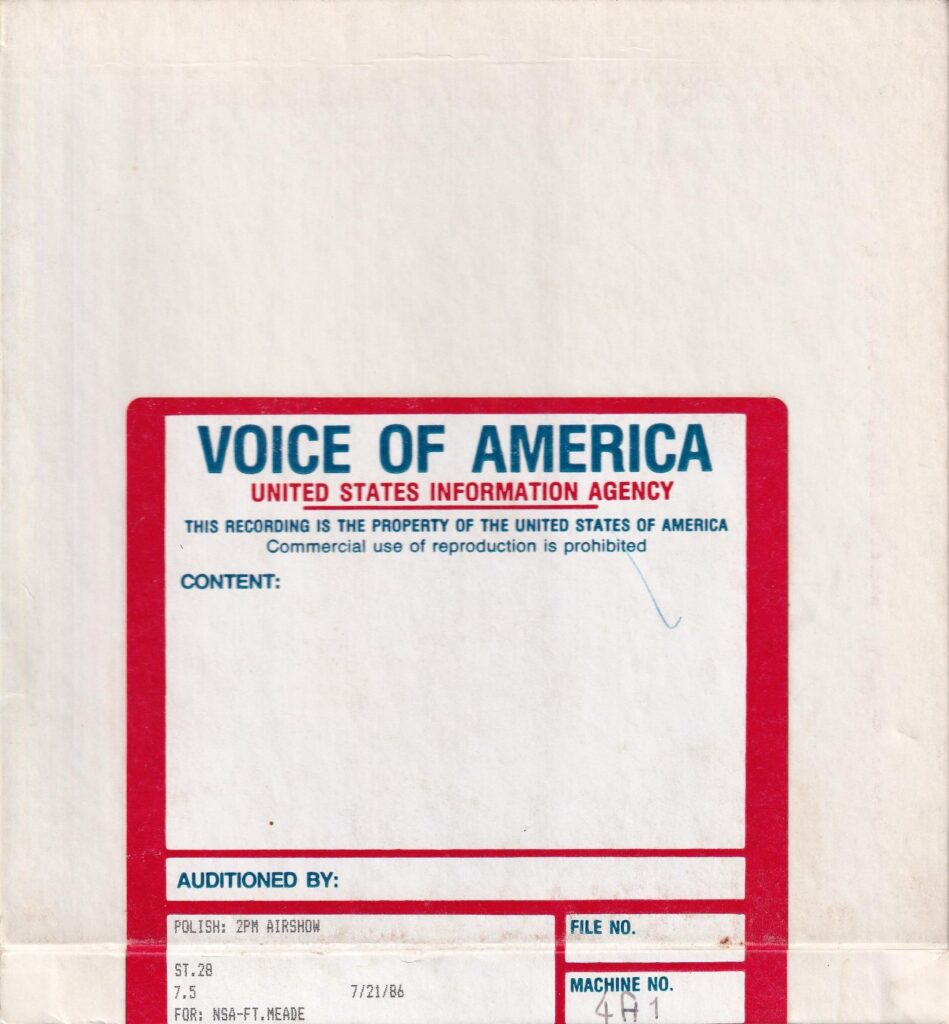 VOICE OF AMERICA
UNITED STATES INFORMATION AGENCY
THIS RECORDING IS THE PROPERTY OF THE UNITED STATES OF AMERICA
Commercial use of reproduction is prohibited
CONTENT:
AUDITIONED BY:
POLISH: 2PM AIRSHOW
FILE NO.
ST.28
7.5 7/21/86
MACHINE NO.
FOR: NSA-FT.MEADE
4A1